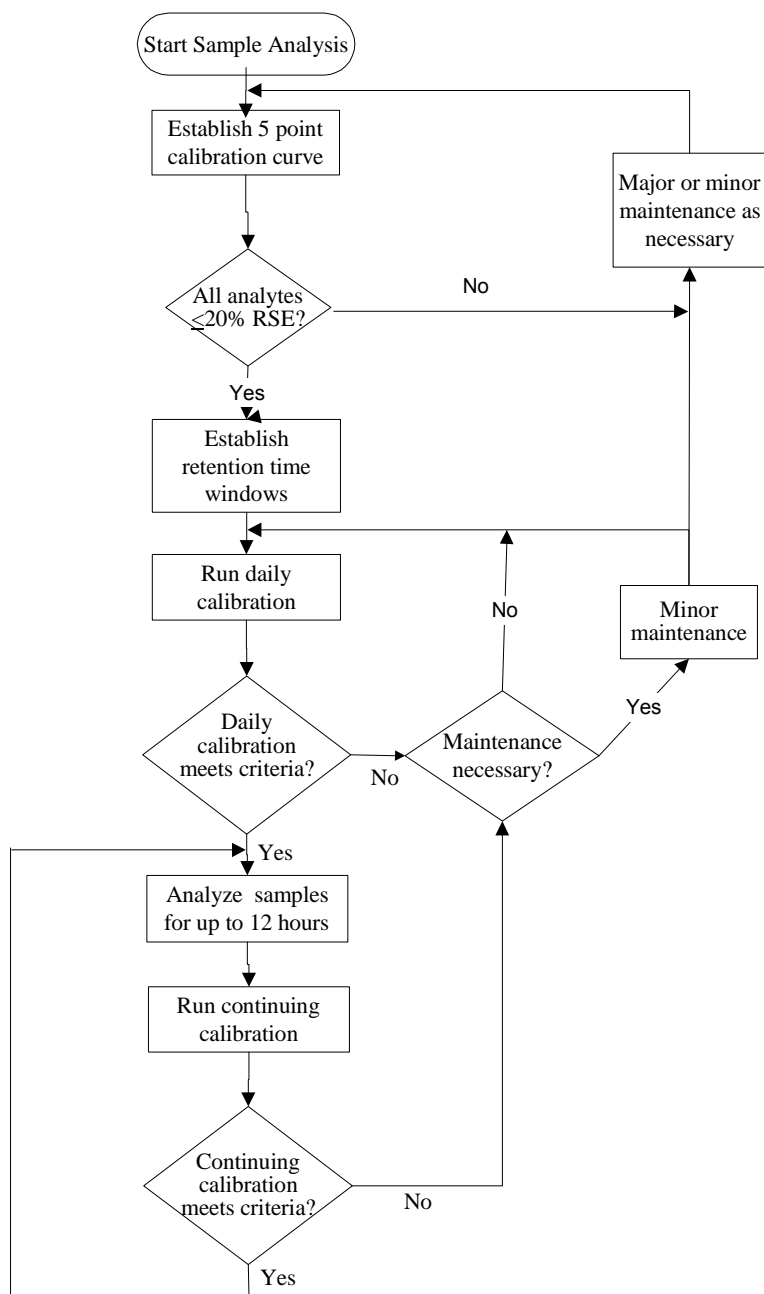 Start Sample Analysis
Establish 5 point
calibration curve
Major or minor
maintenance as
necessary
All analytes
≤20% RSE?
No
Yes
Establish
retention time
windows
Run daily
calibration
No
Minor
maintenance
Daily
calibration
meets criteria?
No
Maintenance
necessary?
Yes
Yes
Analyze samples
for up to 12 hours
Run continuing
calibration
Continuing
calibration
meets criteria?
No
Yes